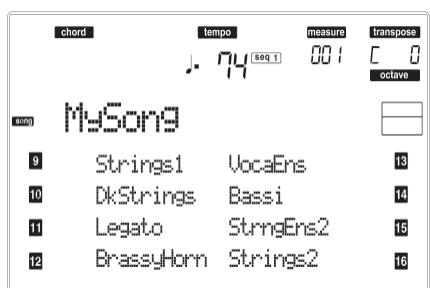 chord tempo measure transpose
♩. 74 seq 1 001 C 0
octave
song MySong
9 Strings1 VocaEns 13
10 DkStrings Bassi 14
11 Legato StrngEns2 15
12 BrassyHorn Strings2 16